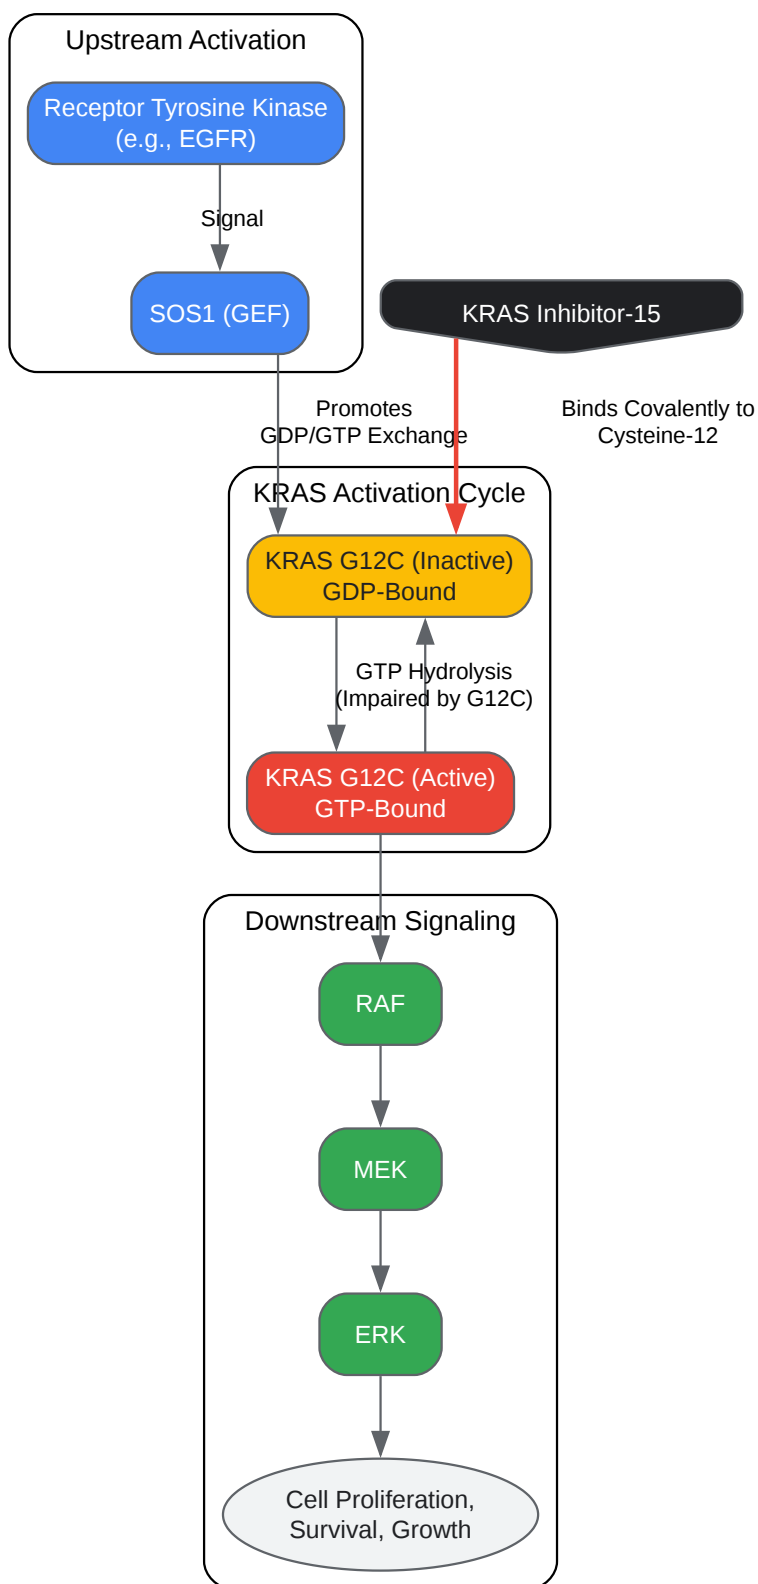 Upstream Activation
Receptor Tyrosine Kinase
(e.g., EGFR)
Signal
SOS1 (GEF)
KRAS Inhibitor-15
Promotes
GDP/GTP Exchange
Binds Covalently to
Cysteine-12
KRAS Activation Cycle
KRAS G12C (Inactive)
GDP-Bound
GTP Hydrolysis
(Impaired by G12C)
KRAS G12C (Active)
GTP-Bound
Downstream Signaling
RAF
MEK
ERK
Cell Proliferation,
Survival, Growth